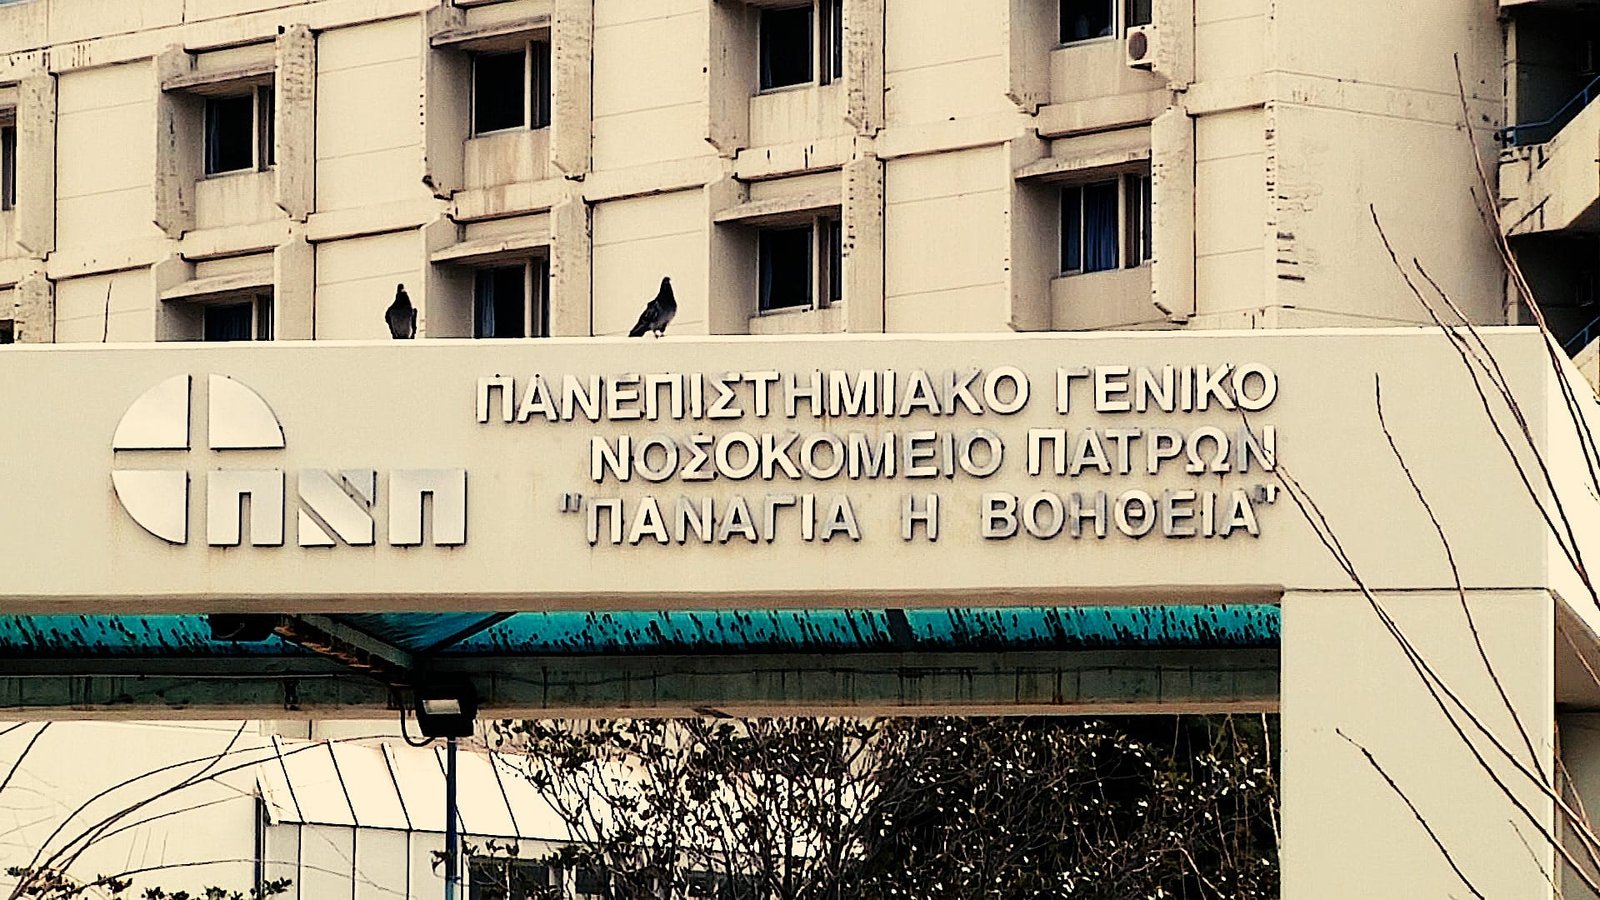 ΠΑΝΕΠΙΣΤΗΜΙΑΚΟ ΓΕΝΙΚΟ
ΝΟΣΟΚΟΜΕΙΟ ΠΑΤΡΩΝ
"ΠΑΝΑΓΙΑ Η ΒΟΗΘΕΙΑ"
ΠΝΠ